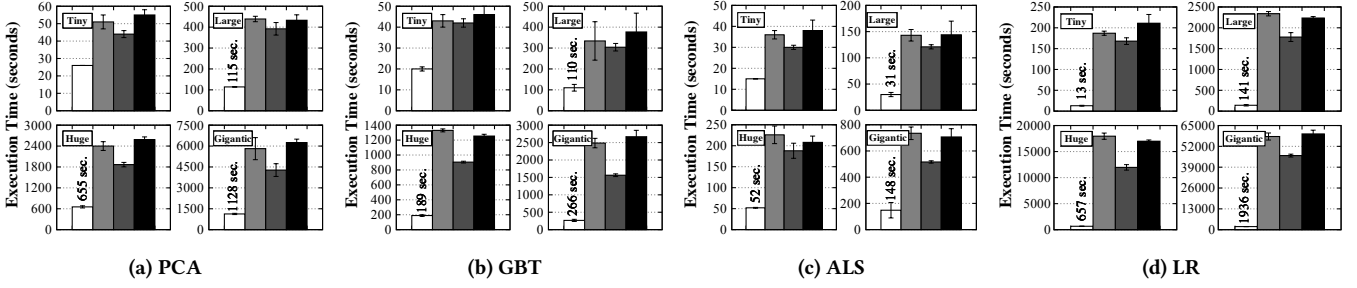 Execution Time (seconds)
60
50
40
30
20
10
0
Tiny
500
400
300
200
100
0
Large
115 sec.
3000
2400
1800
1200
600
0
Huge
655 sec.
7500
6000
4500
3000
1500
0
Gigantic
1128 sec.
(a) PCA
Execution Time (seconds)
50
40
30
20
10
0
Tiny
500
400
300
200
100
0
Large
110 sec.
1400
1200
1000
800
600
400
200
0
Huge
189 sec.
3000
2500
2000
1500
1000
500
0
Gigantic
266 sec.
(b) GBT
Execution Time (seconds)
50
40
30
20
10
0
Tiny
200
150
100
50
0
Large
31 sec.
250
200
150
100
50
0
Huge
52 sec.
800
600
400
200
0
Gigantic
148 sec.
(c) ALS
Execution Time (seconds)
250
200
150
100
50
0
Tiny
13 sec.
2500
2000
1500
1000
500
0
Large
141 sec.
20000
15000
10000
5000
0
Huge
657 sec.
65000
52000
39000
26000
13000
0
Gigantic
1936 sec.
(d) LR